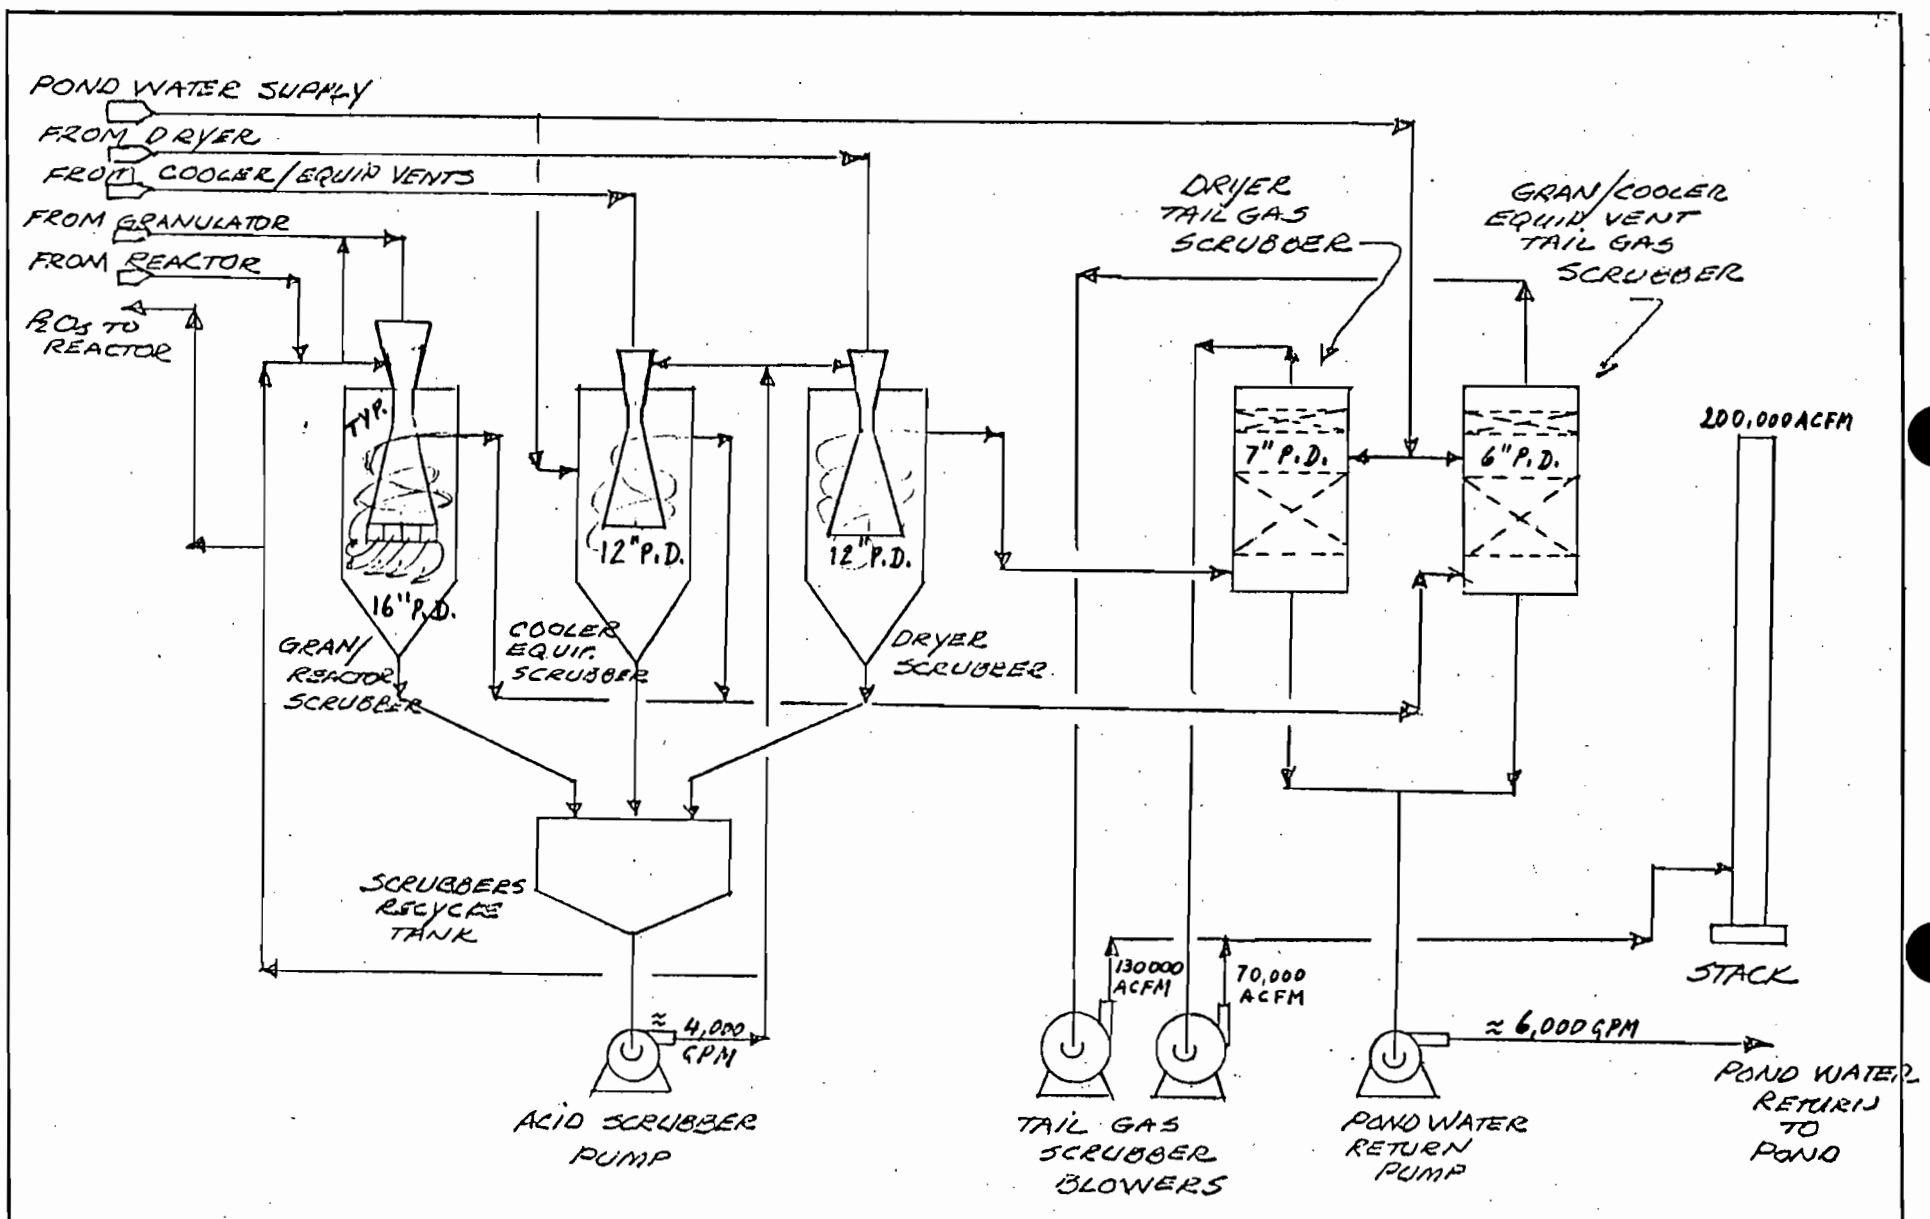 POND WATER SUPPLY
FROM DRYER
FROM COOLER/EQUIP VENTS
FROM GRANULATOR
FROM REACTOR
P2O5 TO
REACTOR
TYP.
16" P.D.
GRAN/
REACTOR
SCRUBBER
12" P.D.
COOLER
EQUIP.
SCRUBBER
12" P.D.
DRYER
SCRUBBER
DRYER
TAIL GAS
SCRUBBER
GRAN/COOLER
EQUIP. VENT
TAIL GAS
SCRUBBER
7" P.D.
6" P.D.
200,000 ACFM
STACK
SCRUBBERS
RECYCLE
TANK
≈ 4,000
GPM
ACID SCRUBBER
PUMP
130000
ACFM
70,000
ACFM
TAIL GAS
SCRUBBER
BLOWERS
≈ 6,000 GPM
POND WATER
RETURN
PUMP
POND WATER
RETURN
TO
POND